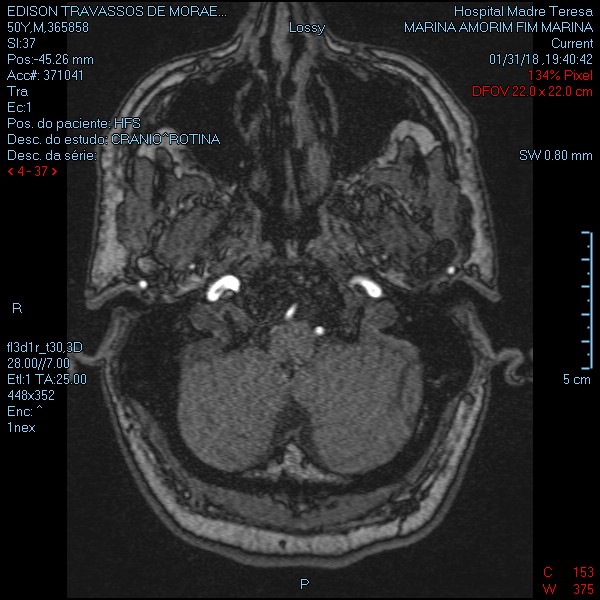 EDISON TRAVASSOS DE MORAE...
50Y,M,365858
Sl:37
Pos:-45.26 mm
Acc#: 371041
Tra
Ec:1
Pos. do paciente: HFS
Desc. do estudo: CRANIO^ROTINA
Desc. da série:
< 4 - 37 >
Lossy
Hospital Madre Teresa
MARINA AMORIM FIM MARINA
Current
01/31/18 ,19:40:42
134% Pixel
DFOV 22.0 x 22.0 cm
SW 0.80 mm
R
5 cm
fl3d1r_t30,3D
28.00//7.00
Etl:1 TA:25.00
448x352
Enc: ^
1nex
P
C 153
W 375